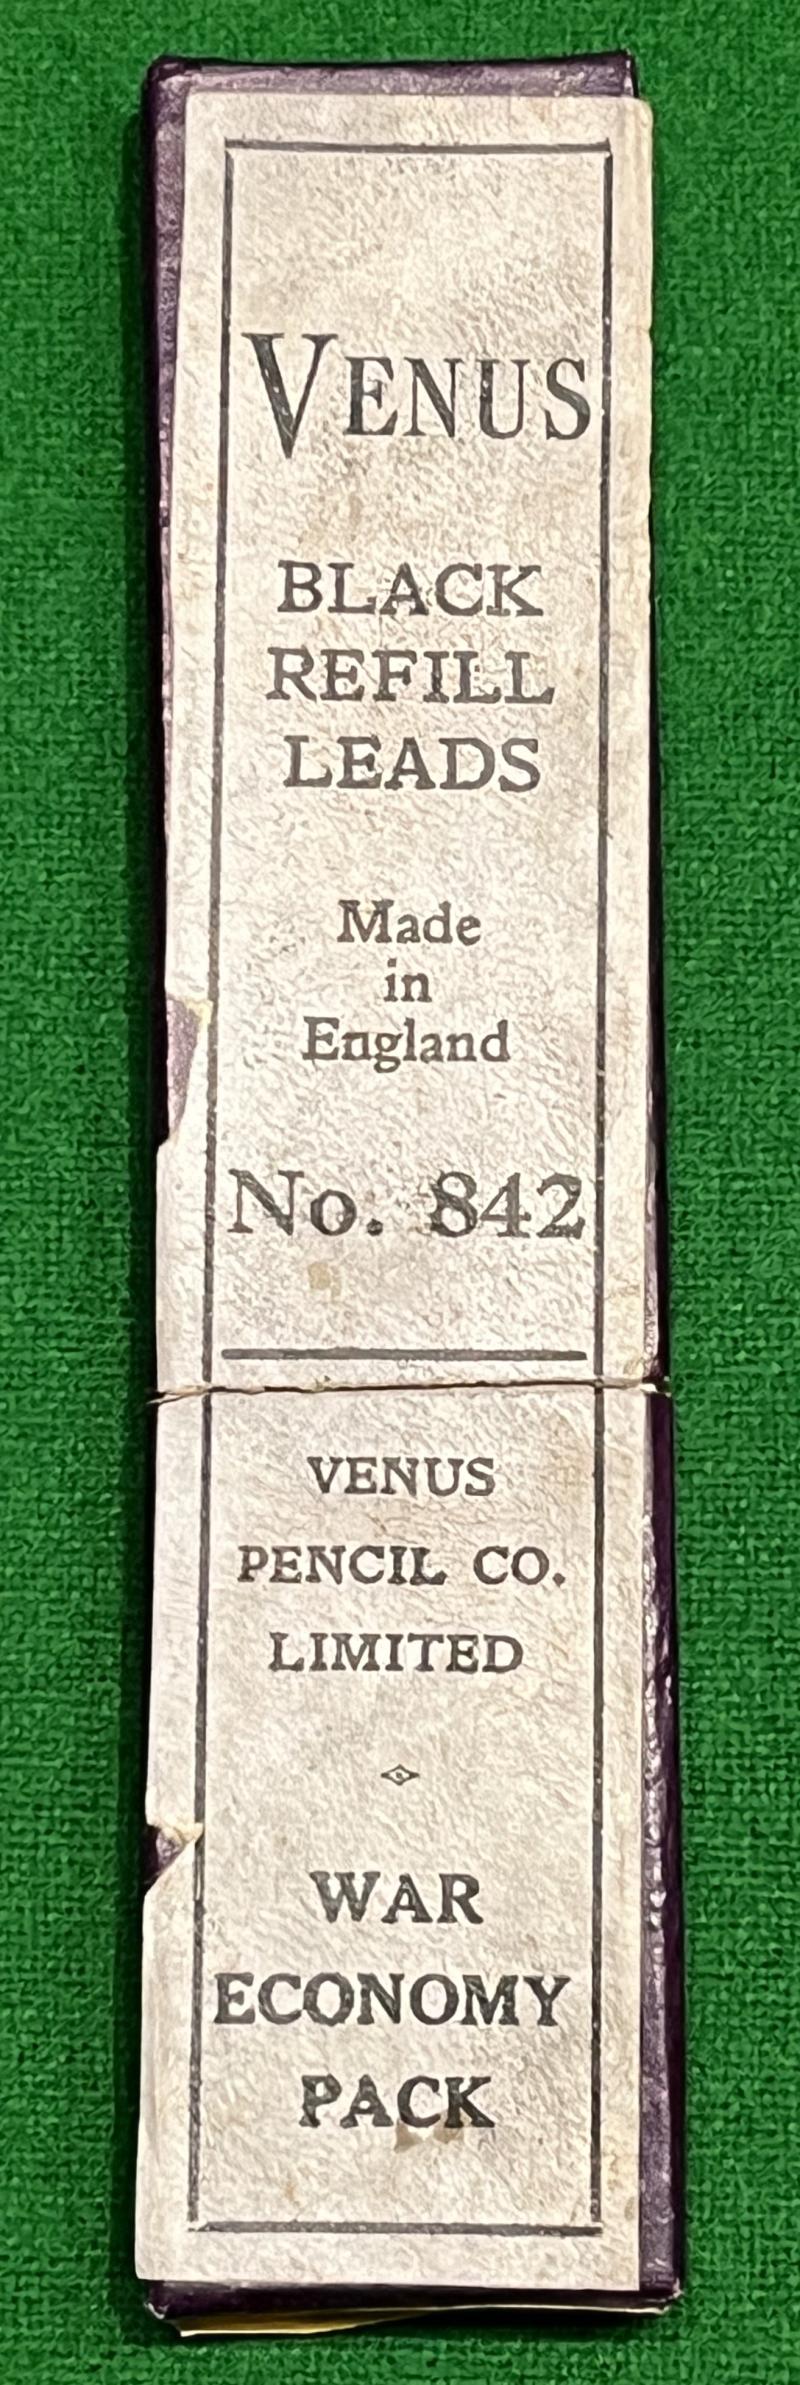 VENUS
BLACK
REFILL
LEADS
Made
in
England
No. 842
VENUS
PENCIL CO.
LIMITED
WAR
ECONOMY
PACK